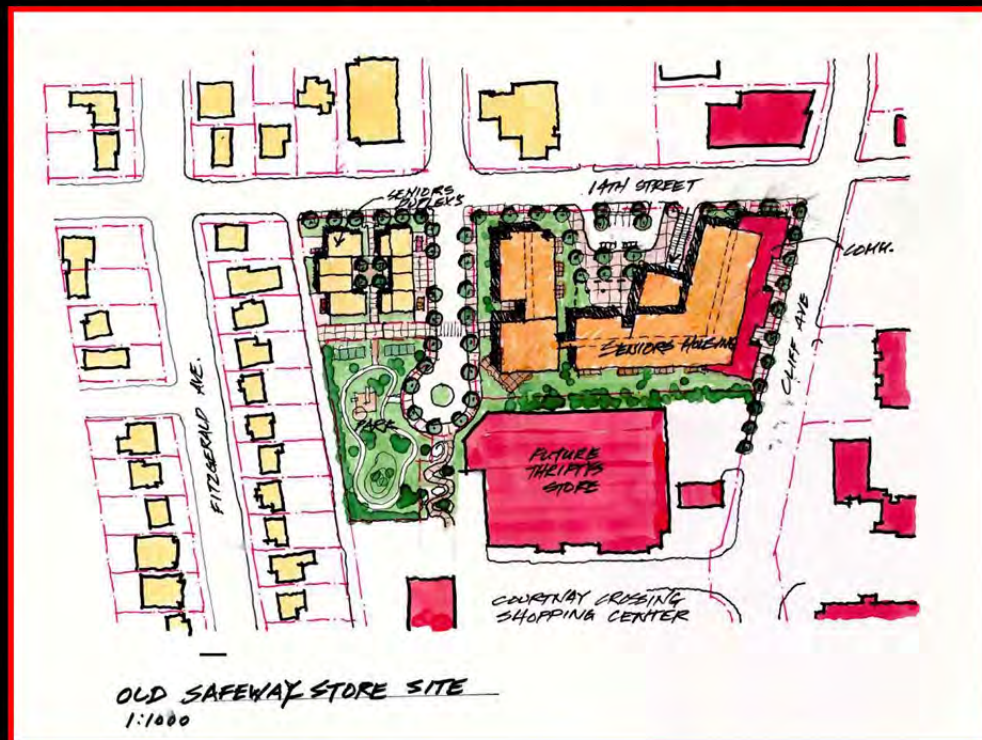 SENIORS
DUPLEXS
14TH STREET
COMM.
SENIORS HOUSING
CLIFF AVE
FITZGERALD AVE.
PARK
FUTURE
THRIFTYS
STORE
COURTNAY CROSSING
SHOPPING CENTER
OLD SAFEWAY STORE SITE
1:1000